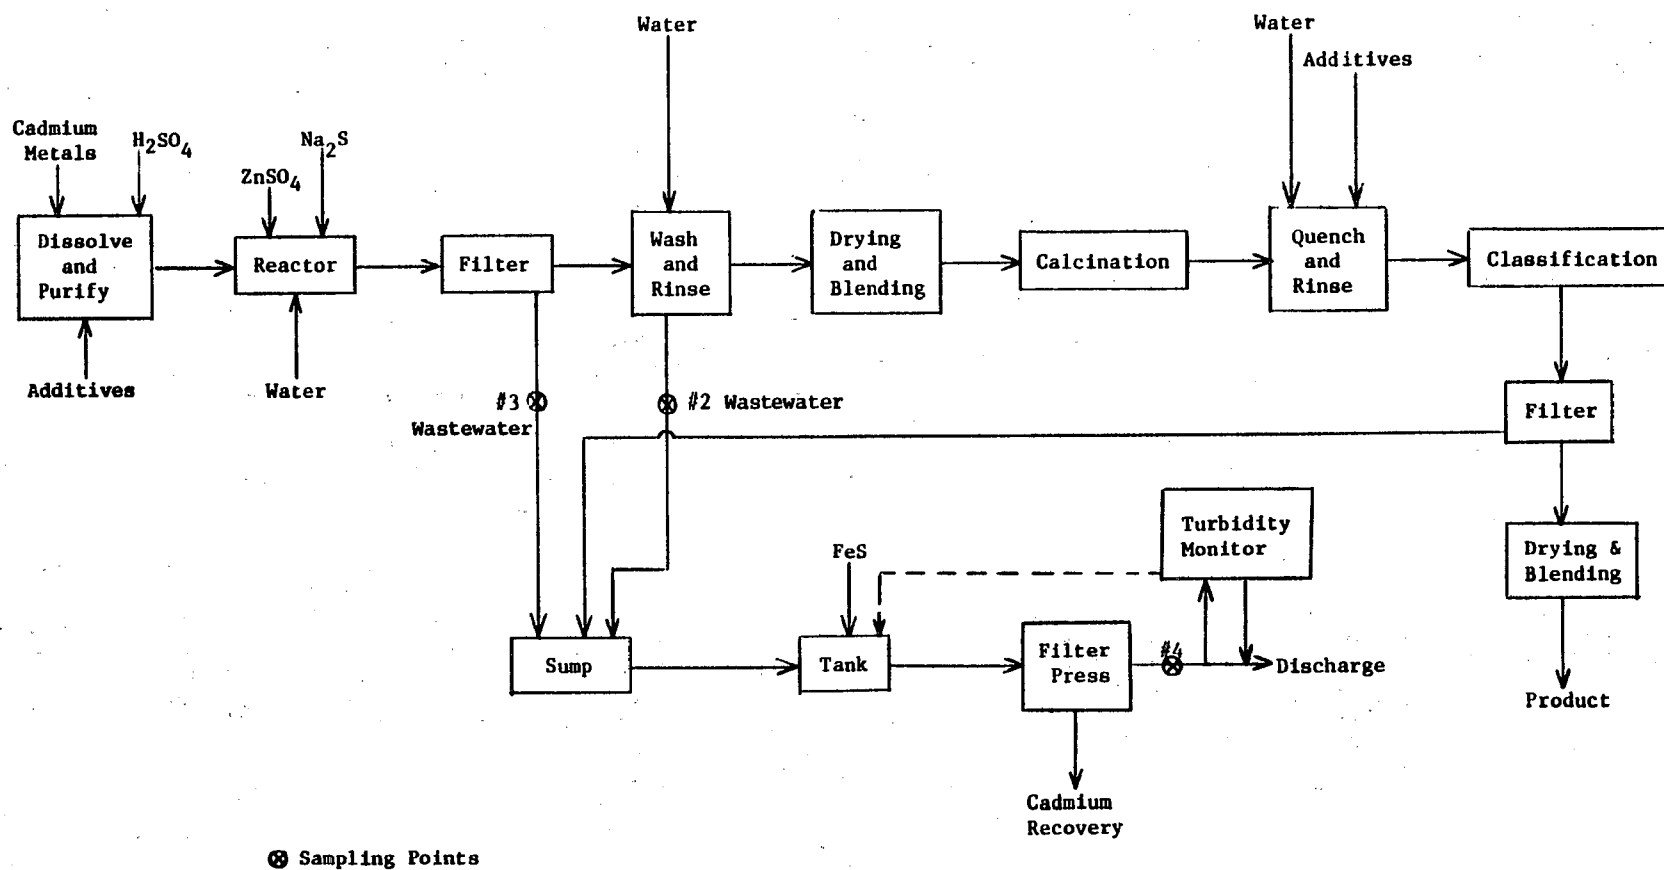 Water
Water
Additives
Cadmium
Metals
H2SO4
Na2S
ZnSO4
Dissolve
and
Purify
Reactor
Filter
Wash
and
Rinse
Drying
and
Blending
Calcination
Quench
and
Rinse
Classification
Additives
Water
#3
Wastewater
#2 Wastewater
Filter
Turbidity
Monitor
Drying &
Blending
FeS
Sump
Tank
Filter
Press
#4
Discharge
Product
Cadmium
Recovery
Sampling Points